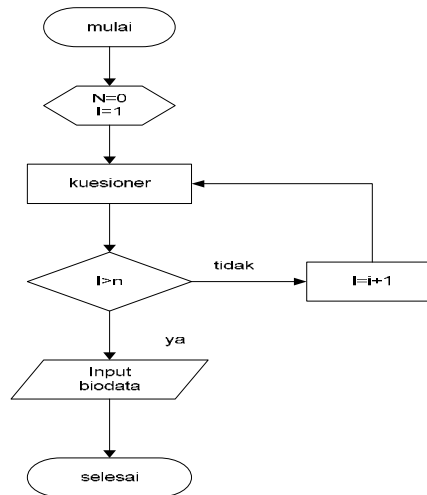 mulai
N=0
I=1
kuesioner
I>n
tidak
I=i+1
ya
Input
biodata
selesai